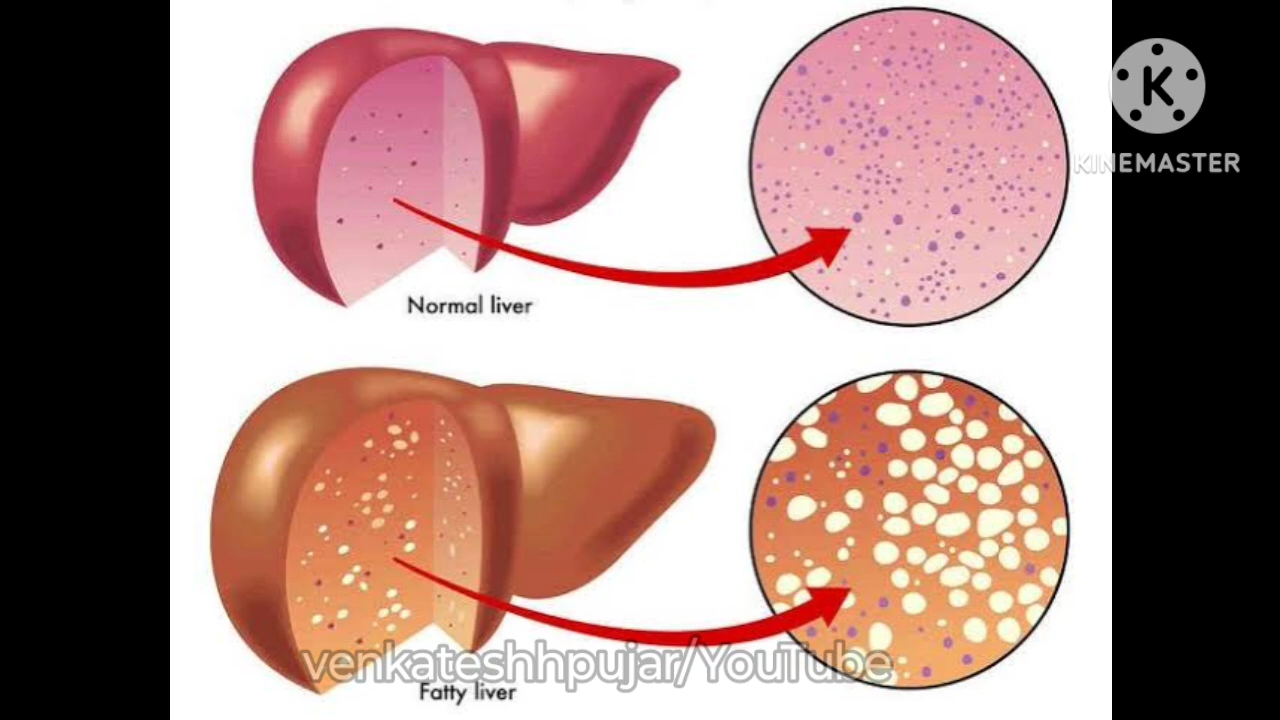 K
KINEMASTER
Normal liver
venkateshhpujar/YouTube
Fatty liver